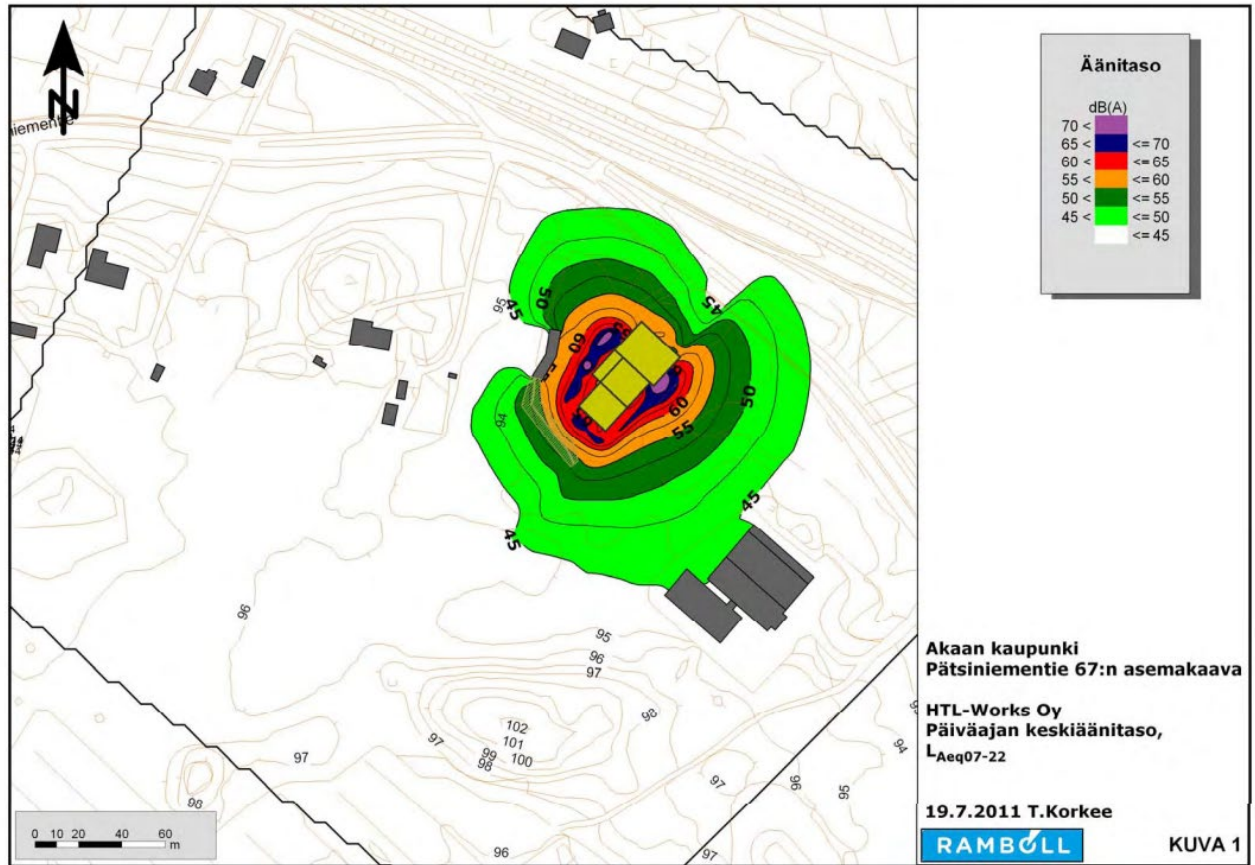 Äänitaso
dB(A)
70 <
65 < <= 70
60 < <= 65
55 < <= 60
50 < <= 55
45 < <= 50
<= 45
N
niementie
95
45
50
45
60
55
94
60
55
50
45
45
96
95
96
97
98
102
101
99 100
98
97
97
98
97
96
95
94
96
97
0 10 20 40 60
m
Akaan kaupunki
Pätsiniementie 67:n asemakaava
HTL-Works Oy
Päiväajan keskiäänitaso,
LAeq07-22
19.7.2011 T.Korkee
RAMBOLL
KUVA 1